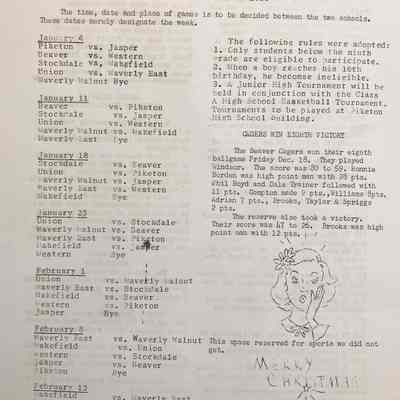 The time, date and place of games is to be decided between the two schools.
These dates merely designate the week.
January 4
Piketon vs. Jasper
Beaver vs. Western
Stockdale vs. Wakefield
Union vs. Waverly East
Waverly Walnut Bye
January 11
Beaver vs. Piketon
Stockdale vs. Jasper
Union vs. Western
Waverly Walnut vs. Wakefield
Waverly East Bye
January 18
Stockdale vs. Beaver
Union vs. Piketon
Waverly Walnut vs. Jasper
Waverly East vs. Western
Wakefield Bye
January 25
Union vs. Stockdale
Waverly Walnut vs. Beaver
Waverly East vs. Piketon
Wakefield vs. Jasper
Western Bye
February 1
Union vs. Waverly Walnut
Waverly East vs. Stockdale
Wakefield vs. Beaver
Western vs. Piketon
Jasper Bye
February 8
Waverly East vs. Waverly Walnut
Wakefield vs. Union
Western vs. Stockdale
Jasper vs. Beaver
Piketon Bye
February 15
Wakefield vs. Waverly East
The following rules were adopted:
1. Only students below the ninth
grade are eligible to participate.
2. When a boy reaches his 16th
birthday, he become ineligible.
3. A Junior High Tournament will be
held in conjunction with the Class
A High School Basketball Tournament.
Tournaments to be played at Piketon
High School Building.
CAGERS WIN EIGHTH VICTORY
The Beaver Cagers won their eighth
ballgame Friday Dec. 18. They played
Windsor. The score was 80 to 59. Ronnie
Borden was high point man with 28 pts.
Phil Boyd and Dale Trainer followed with
11 pts. Compton made 9 pts., Williams 8pts.
Adrian 7 pts., Brooks, Taylor & Spriggs
2 pts.
The reserve also took a victory.
Their score was 47 to 26. Brooks was high
point man with 12 pts.
This space reserved for sports we did not
get.
MERRY
CHRISTMAS